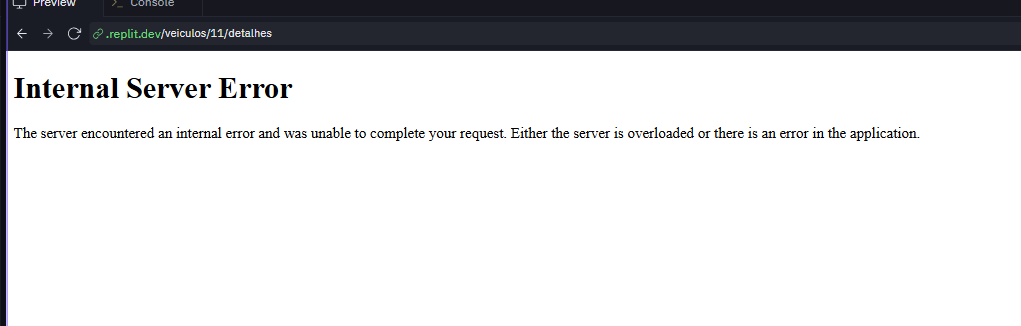 Preview
Console
.replit.dev/veiculos/11/detalhes
Internal Server Error
The server encountered an internal error and was unable to complete your request. Either the server is overloaded or there is an error in the application.